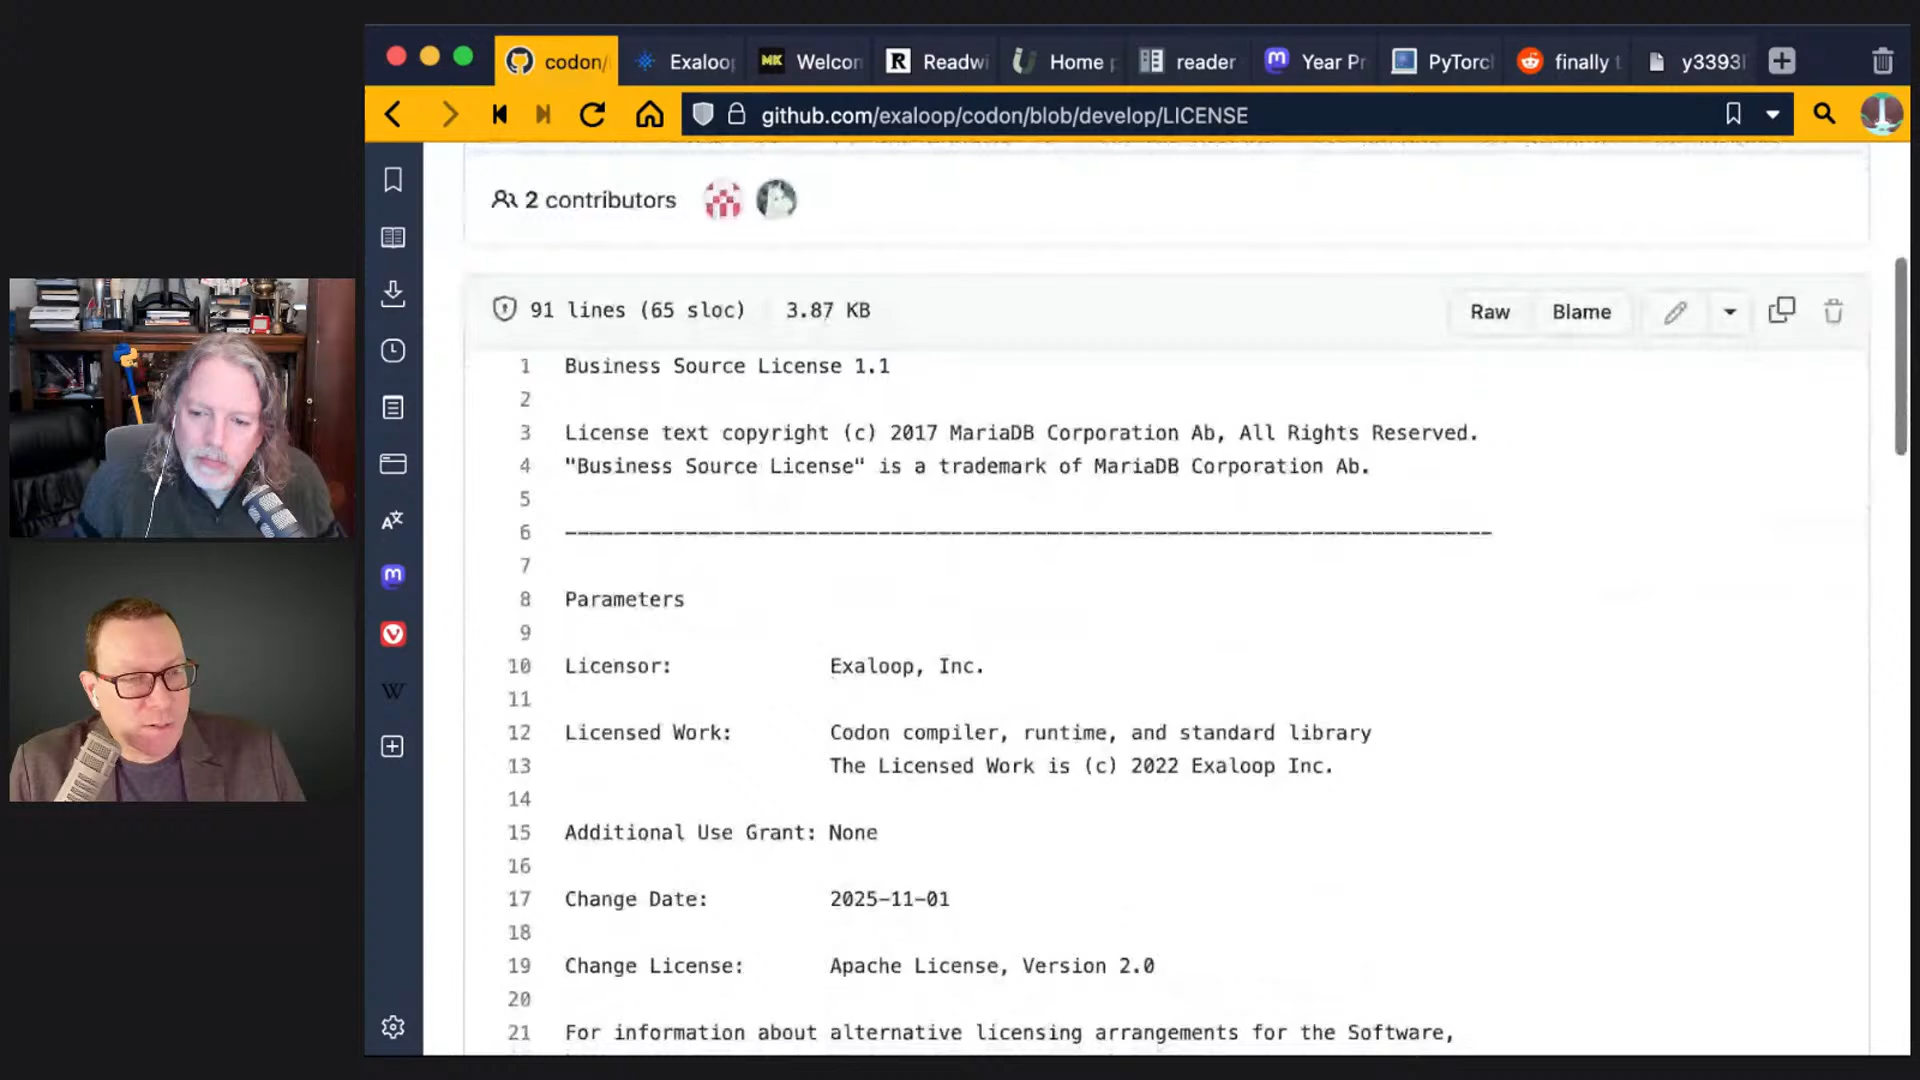 codon/
Exaloo
MK
Welcon
R
Readwi
Home p
reader
Year Pr
PyTorcl
finally t
y3393l
github.com/exaloop/codon/blob/develop/LICENSE
2 contributors
91 lines (65 sloc) 3.87 KB
Raw
Blame
1 Business Source License 1.1
2
3 License text copyright (c) 2017 MariaDB Corporation Ab, All Rights Reserved.
4 "Business Source License" is a trademark of MariaDB Corporation Ab.
5
6 -----------------------------------------------------------------------------
7
8 Parameters
9
10 Licensor: Exaloop, Inc.
11
12 Licensed Work: Codon compiler, runtime, and standard library
13 The Licensed Work is (c) 2022 Exaloop Inc.
14
15 Additional Use Grant: None
16
17 Change Date: 2025-11-01
18
19 Change License: Apache License, Version 2.0
20
21 For information about alternative licensing arrangements for the Software,